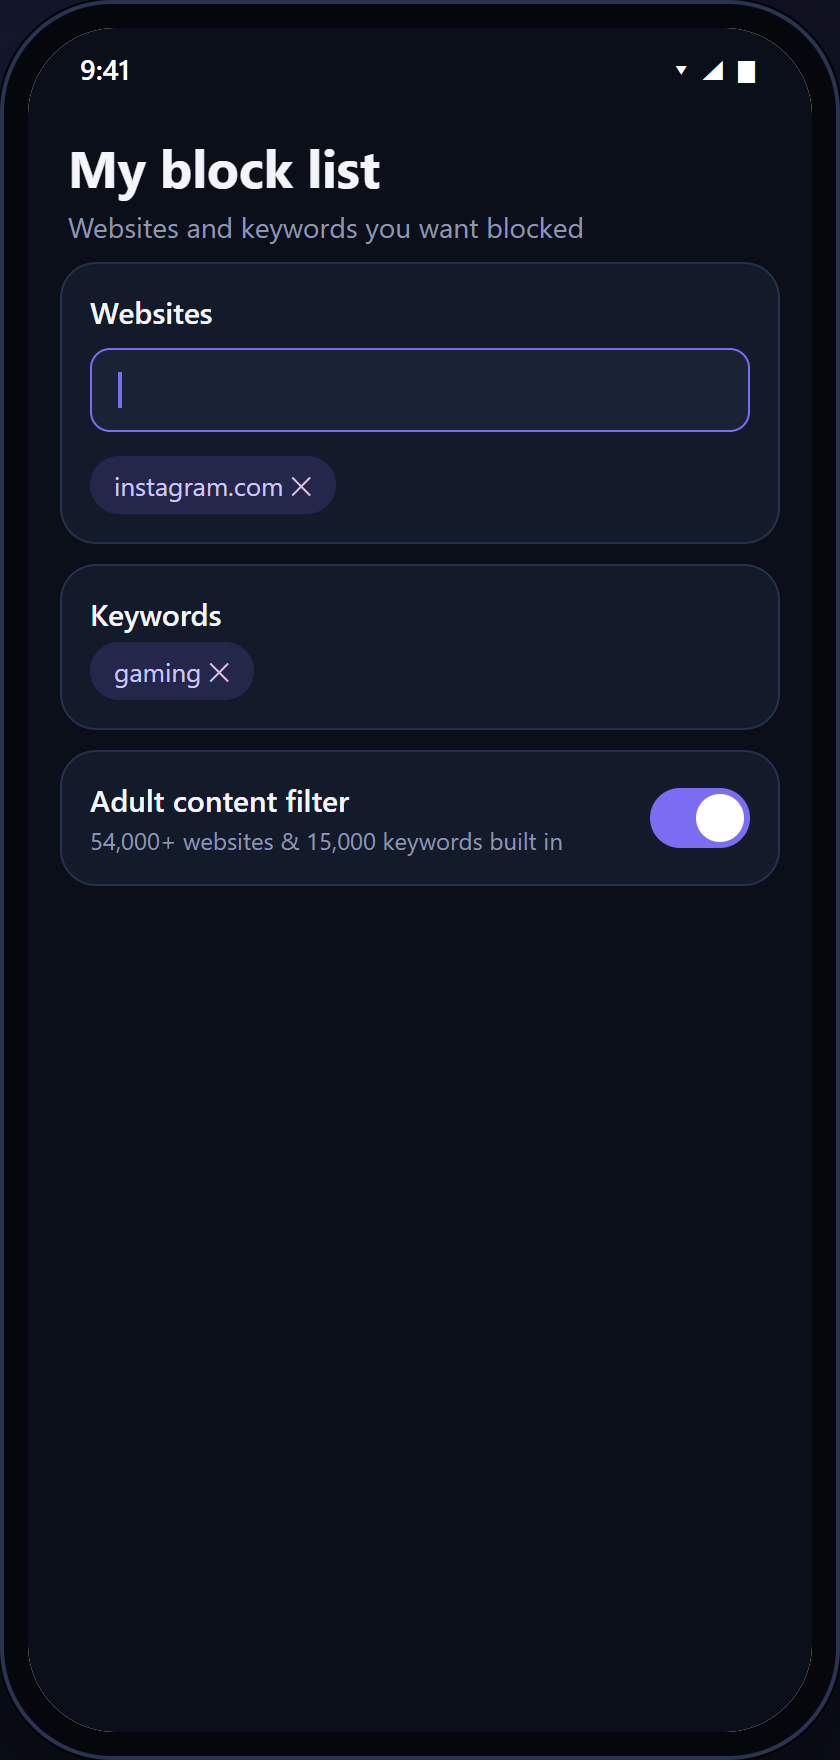 9:41
My block list
Websites and keywords you want blocked
Websites
instagram.com ✕
Keywords
gaming ✕
Adult content filter
54,000+ websites & 15,000 keywords built in